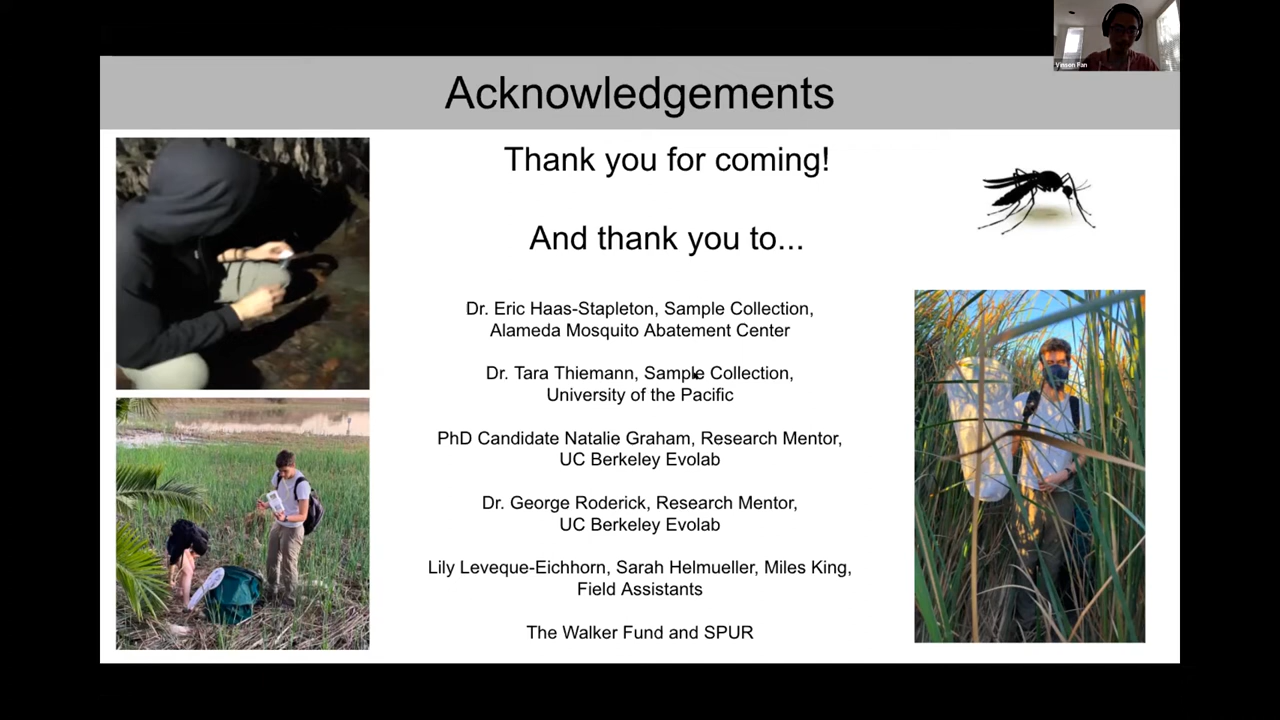 Vinson Fan
Acknowledgements
Thank you for coming!
And thank you to...
Dr. Eric Haas-Stapleton, Sample Collection,
Alameda Mosquito Abatement Center
Dr. Tara Thiemann, Sample Collection,
University of the Pacific
PhD Candidate Natalie Graham, Research Mentor,
UC Berkeley Evolab
Dr. George Roderick, Research Mentor,
UC Berkeley Evolab
Lily Leveque-Eichhorn, Sarah Helmueller, Miles King,
Field Assistants
The Walker Fund and SPUR